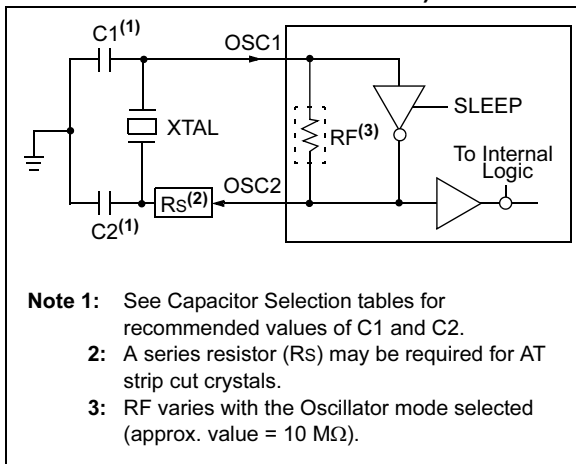 C1(1)
OSC1
XTAL
SLEEP
RF(3)
To Internal
Logic
OSC2
RS(2)
C2(1)
Note 1: See Capacitor Selection tables for
recommended values of C1 and C2.
2: A series resistor (RS) may be required for AT
strip cut crystals.
3: RF varies with the Oscillator mode selected
(approx. value = 10 MΩ).